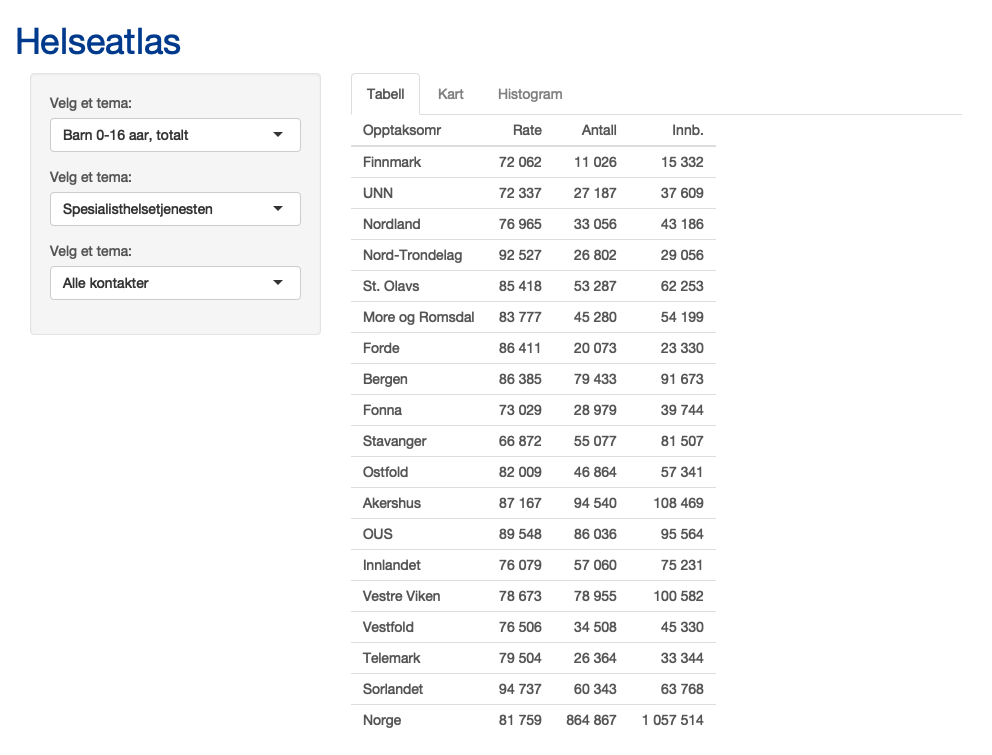 Helseatlas
Velg et tema:
Barn 0-16 aar, totalt
Velg et tema:
Spesialisthelsetjenesten
Velg et tema:
Alle kontakter
Tabell Kart Histogram
Opptaksomr Rate Antall Innb.
Finnmark 72 062 11 026 15 332
UNN 72 337 27 187 37 609
Nordland 76 965 33 056 43 186
Nord-Trondelag 92 527 26 802 29 056
St. Olavs 85 418 53 287 62 253
More og Romsdal 83 777 45 280 54 199
Forde 86 411 20 073 23 330
Bergen 86 385 79 433 91 673
Fonna 73 029 28 979 39 744
Stavanger 66 872 55 077 81 507
Ostfold 82 009 46 864 57 341
Akershus 87 167 94 540 108 469
OUS 89 548 86 036 95 564
Innlandet 76 079 57 060 75 231
Vestre Viken 78 673 78 955 100 582
Vestfold 76 506 34 508 45 330
Telemark 79 504 26 364 33 344
Sorlandet 94 737 60 343 63 768
Norge 81 759 864 867 1 057 514